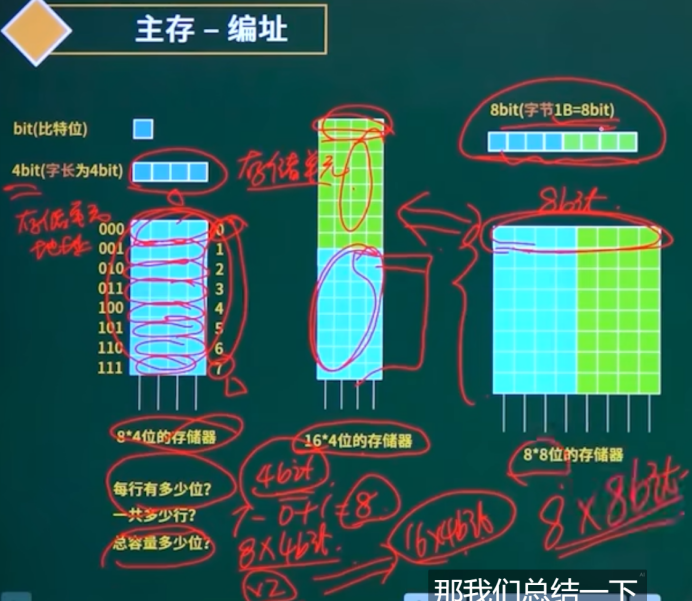 主存 – 编址
bit(比特位)
8bit(字节1B=8bit)
4bit(字长为4bit)
存储单元
存储单元
地址
8bit
000 0
001 1
010 2
011 3
100 4
101 5
110 6
111 7
8*4位的存储器
16*4位的存储器
8*8位的存储器
每行有多少位?
4bit
一共多少行?
7-0+1=8
总容量多少位?
8×4bit
16×4bit
8×8bit
×2
那我们总结一下